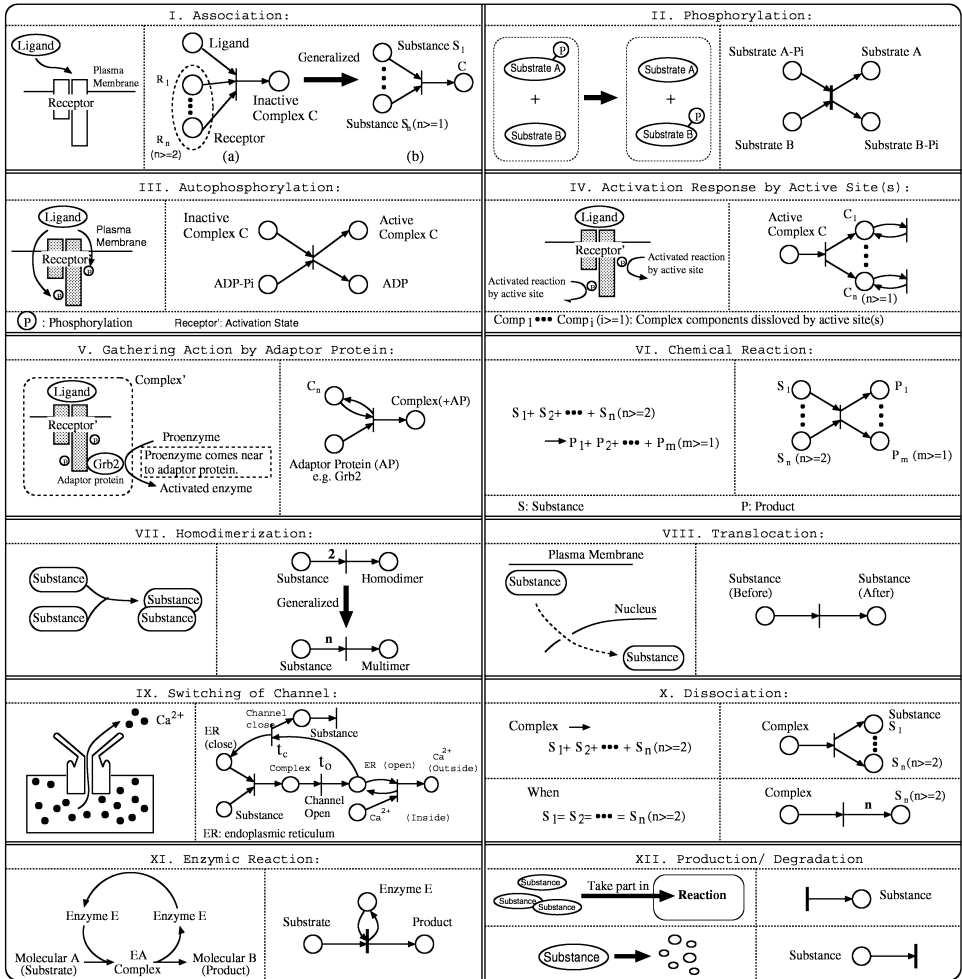 I. Association:
Ligand
Plasma
Membrane
Receptor
Ligand
R1
Rn
(n>=2)
Receptor
Inactive
Complex C
(a)
Generalized
Substance S1
C
Substance Sn(n>=1)
(b)
II. Phosphorylation:
P
Substrate A
+
Substrate B
Substrate A
+
P
Substrate B
Substrate A-Pi
Substrate A
Substrate B
Substrate B-Pi
III. Autophosphorylation:
Ligand
Plasma
Membrane
Receptor'
P
P
Inactive
Complex C
Active
Complex C
ADP-Pi
ADP
P : Phosphorylation
Receptor': Activation State
IV. Activation Response by Active Site(s):
Ligand
Receptor'
P
Activated reaction
by active site
P
Activated reaction
by active site
Active
Complex C
C1
Cn (n>=1)
Comp 1 ••• Comp i (i>=1): Complex components dissloved by active site(s)
V. Gathering Action by Adaptor Protein:
Complex'
Ligand
Receptor'
P
P
Grb2
Adaptor protein
Proenzyme
Proenzyme comes near
to adaptor protein.
Activated enzyme
Cn
Complex(+AP)
Adaptor Protein (AP)
e.g. Grb2
VI. Chemical Reaction:
S1+ S2+ ••• + Sn(n>=2)
P1+ P2+ ••• + Pm(m>=1)
S1
P1
Sn (n>=2)
Pm (m>=1)
S: Substance
P: Product
VII. Homodimerization:
Substance
Substance
Substance
Substance
2
Substance
Homodimer
Generalized
n
Substance
Multimer
VIII. Translocation:
Plasma Membrane
Substance
Nucleus
Substance
Substance
(Before)
Substance
(After)
IX. Switching of Channel:
Ca2+
Channel
close
Substance
ER
(close)
tc
to
Complex
Channel
Open
ER (open)
Ca2+
(Outside)
Substance
Ca2+
(Inside)
ER: endoplasmic reticulum
X. Dissociation:
Complex
S1+ S2+ ••• + Sn(n>=2)
Complex
Substance
S1
Sn(n>=2)
When
S1= S2= ••• = Sn(n>=2)
Complex
n
Sn(n>=2)
XI. Enzymic Reaction:
Enzyme E
Enzyme E
Molecular A
(Substrate)
EA
Complex
Molecular B
(Product)
Enzyme E
Substrate
Product
XII. Production/ Degradation
Substance
Substance
Substance
Take part in
Reaction
Substance
Substance
Substance